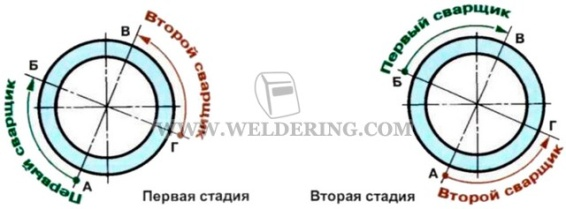 Второй сварщик
В
Б
Первый сварщик
А
Г
Первая стадия
Первый сварщик
В
Б
А
Г
Второй сварщик
Вторая стадия
WWW.WELDERING.COM